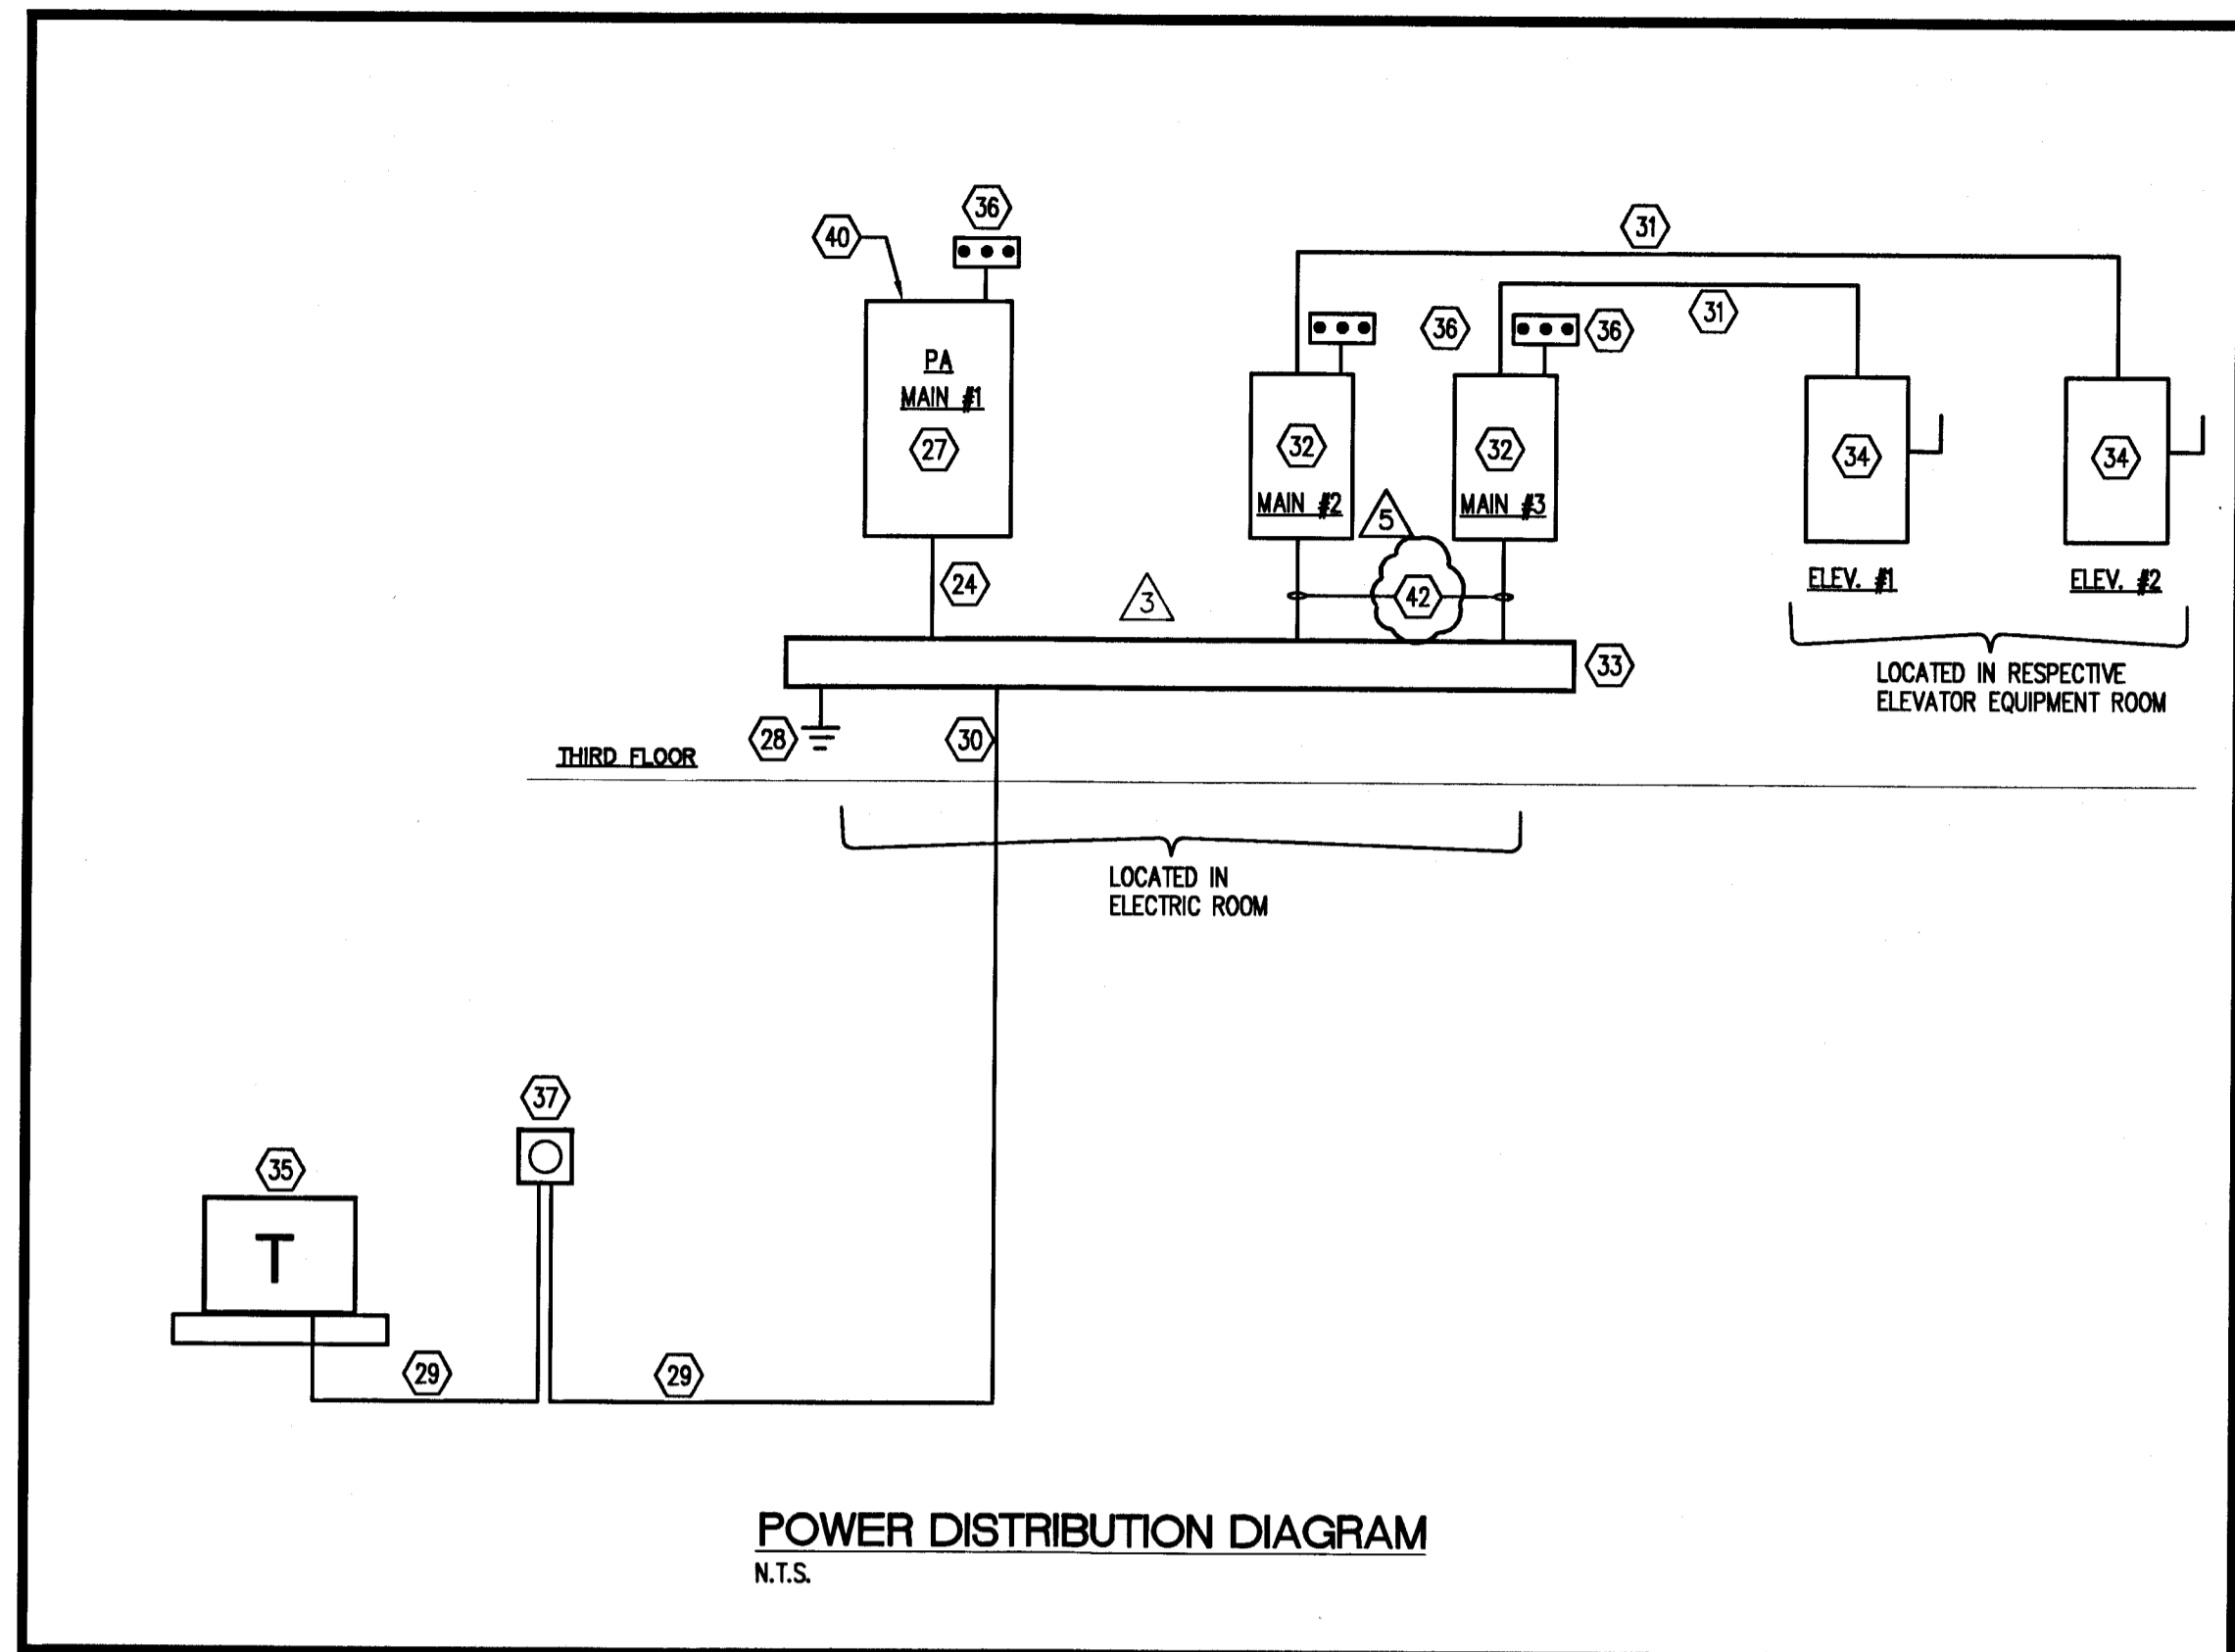 36
40
31
31
36
36
PA
MAIN #1
27
32
32
34
34
MAIN #2
MAIN #3
5
24
3
42
ELEV. #1
ELEV. #2
33
LOCATED IN RESPECTIVE
ELEVATOR EQUIPMENT ROOM
28
30
THIRD FLOOR
LOCATED IN
ELECTRIC ROOM
37
35
T
29
29
POWER DISTRIBUTION DIAGRAM
N.T.S.